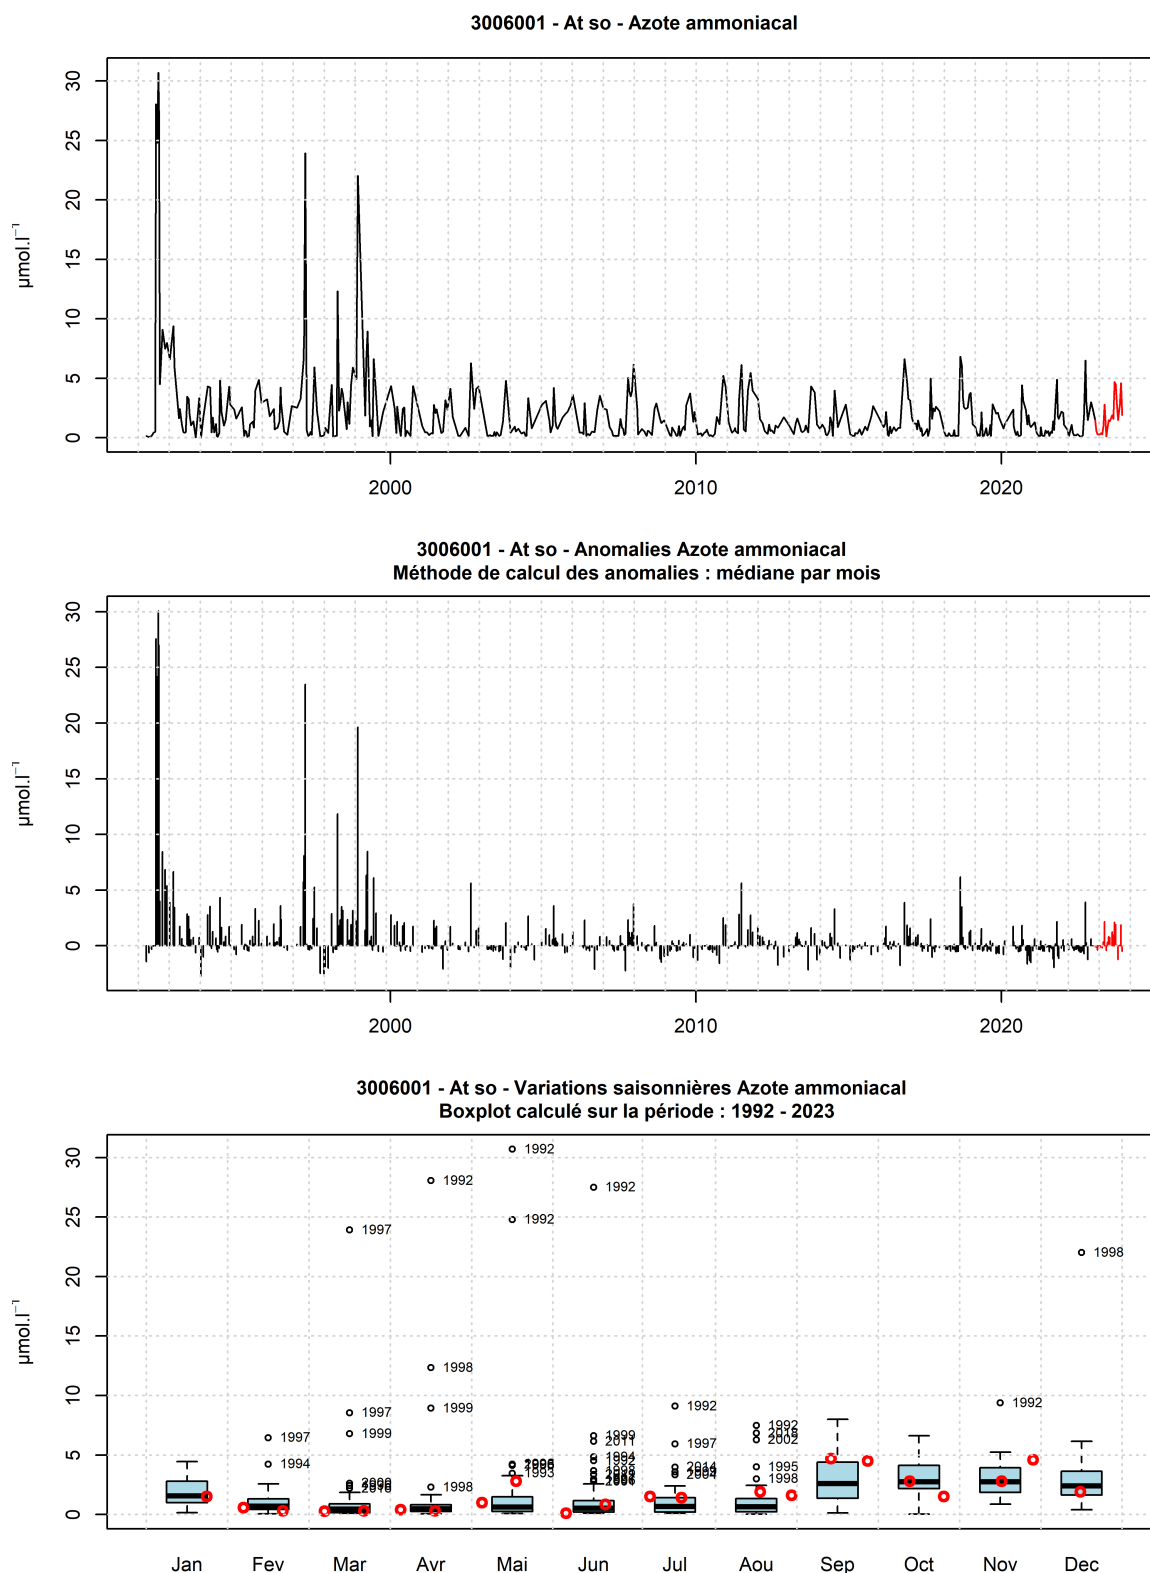 3006001 - At so - Azote ammoniacal
30
25
20
15
10
5
0
µmol.l⁻¹
2000
2010
2020
3006001 - At so - Anomalies Azote ammoniacal
Méthode de calcul des anomalies : médiane par mois
30
25
20
15
10
5
0
µmol.l⁻¹
2000
2010
2020
3006001 - At so - Variations saisonnières Azote ammoniacal
Boxplot calculé sur la période : 1992 - 2023
30
25
20
15
10
5
0
µmol.l⁻¹
1992
1992
1992
1992
1997
1998
1998
1999
1997
1999
1997
1994
1998
1993
1999
2011
1994
1992
1992
1997
2014
2004
1992
2018
2002
1995
1998
1992
Jan
Fev
Mar
Avr
Mai
Jun
Jul
Aou
Sep
Oct
Nov
Dec